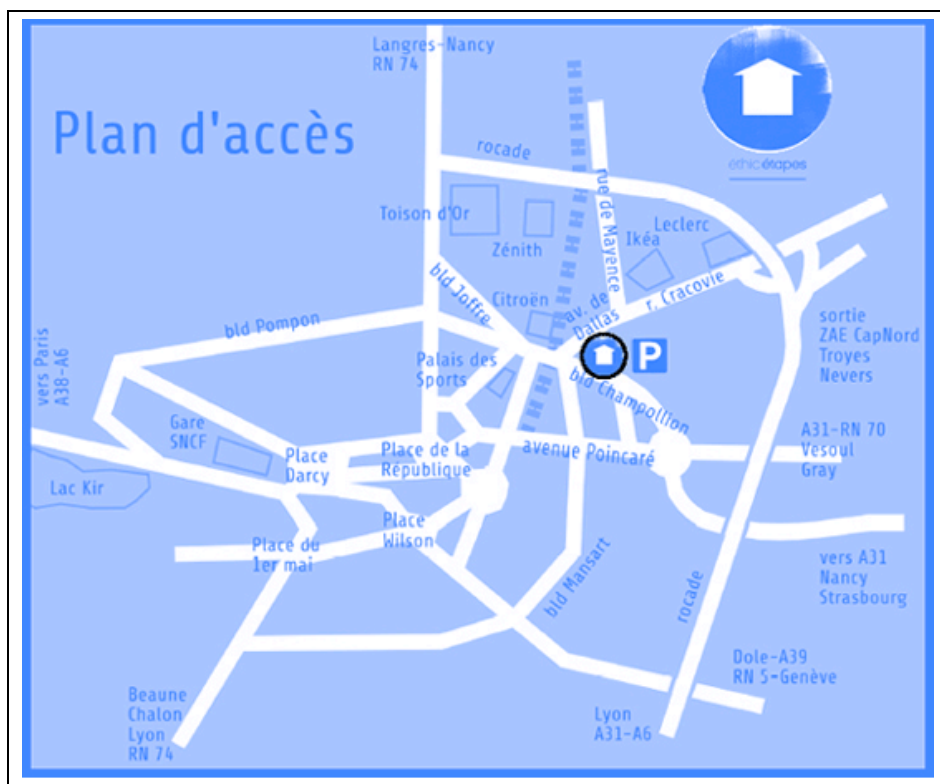 Langres-Nancy
RN 74
Plan d'accès
éthicétapes
rocade
rue de Mayence
Toison d'Or
Zénith
Ikéa
Leclerc
bld Joffre
Citroën
av. de
Dallas
r. Cracovie
bld Pompon
vers Paris
A38-A6
Palais des
Sports
P
bld Champollion
sortie
ZAE CapNord
Troyes
Nevers
Gare
SNCF
Place
Darcy
Place de la
République
avenue Poincaré
A31-RN 70
Vesoul
Gray
Lac Kir
Place
Wilson
Place du
1er mai
bld Mansart
rocade
vers A31
Nancy
Strasbourg
Dole-A39
RN 5-Genève
Beaune
Chalon
Lyon
RN 74
Lyon
A31-A6